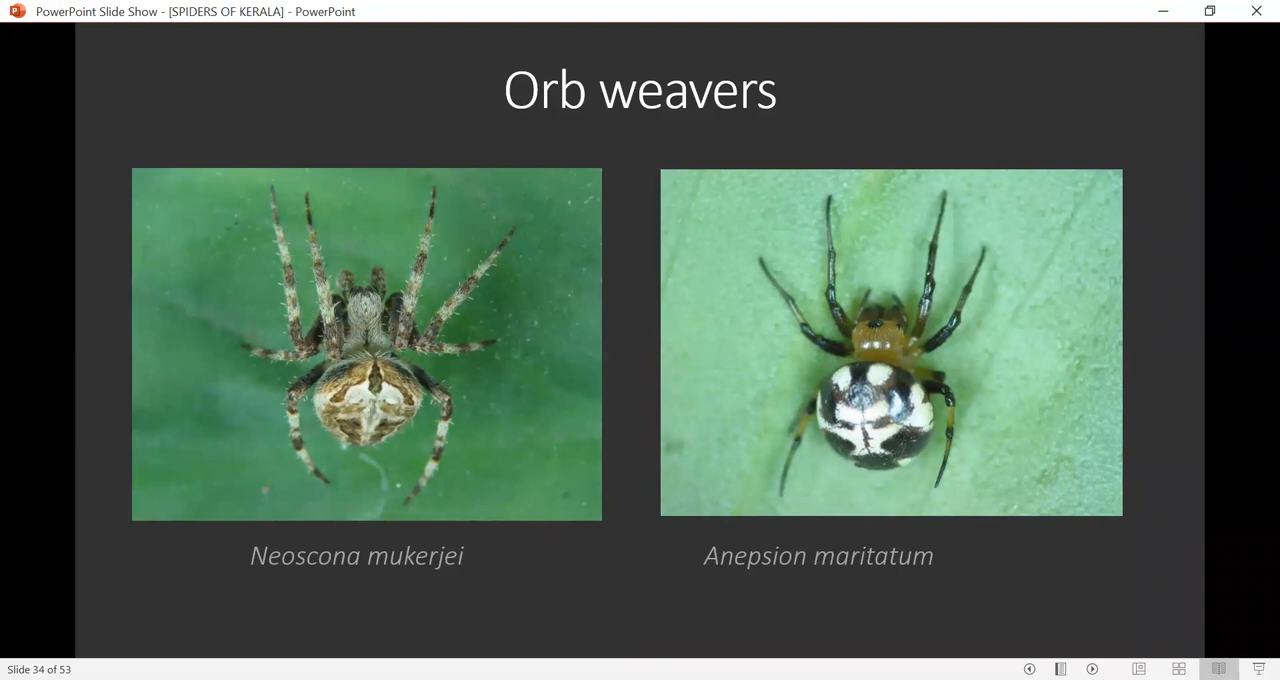 PowerPoint Slide Show - [SPIDERS OF KERALA] - PowerPoint
Orb weavers
Neoscona mukerjei
Anepsion maritatum
Slide 34 of 53